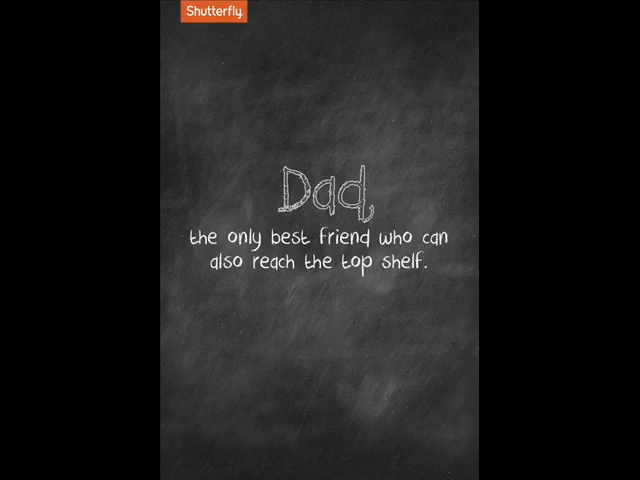 Shutterfly
Dad,
the only best friend who can
also reach the top shelf.